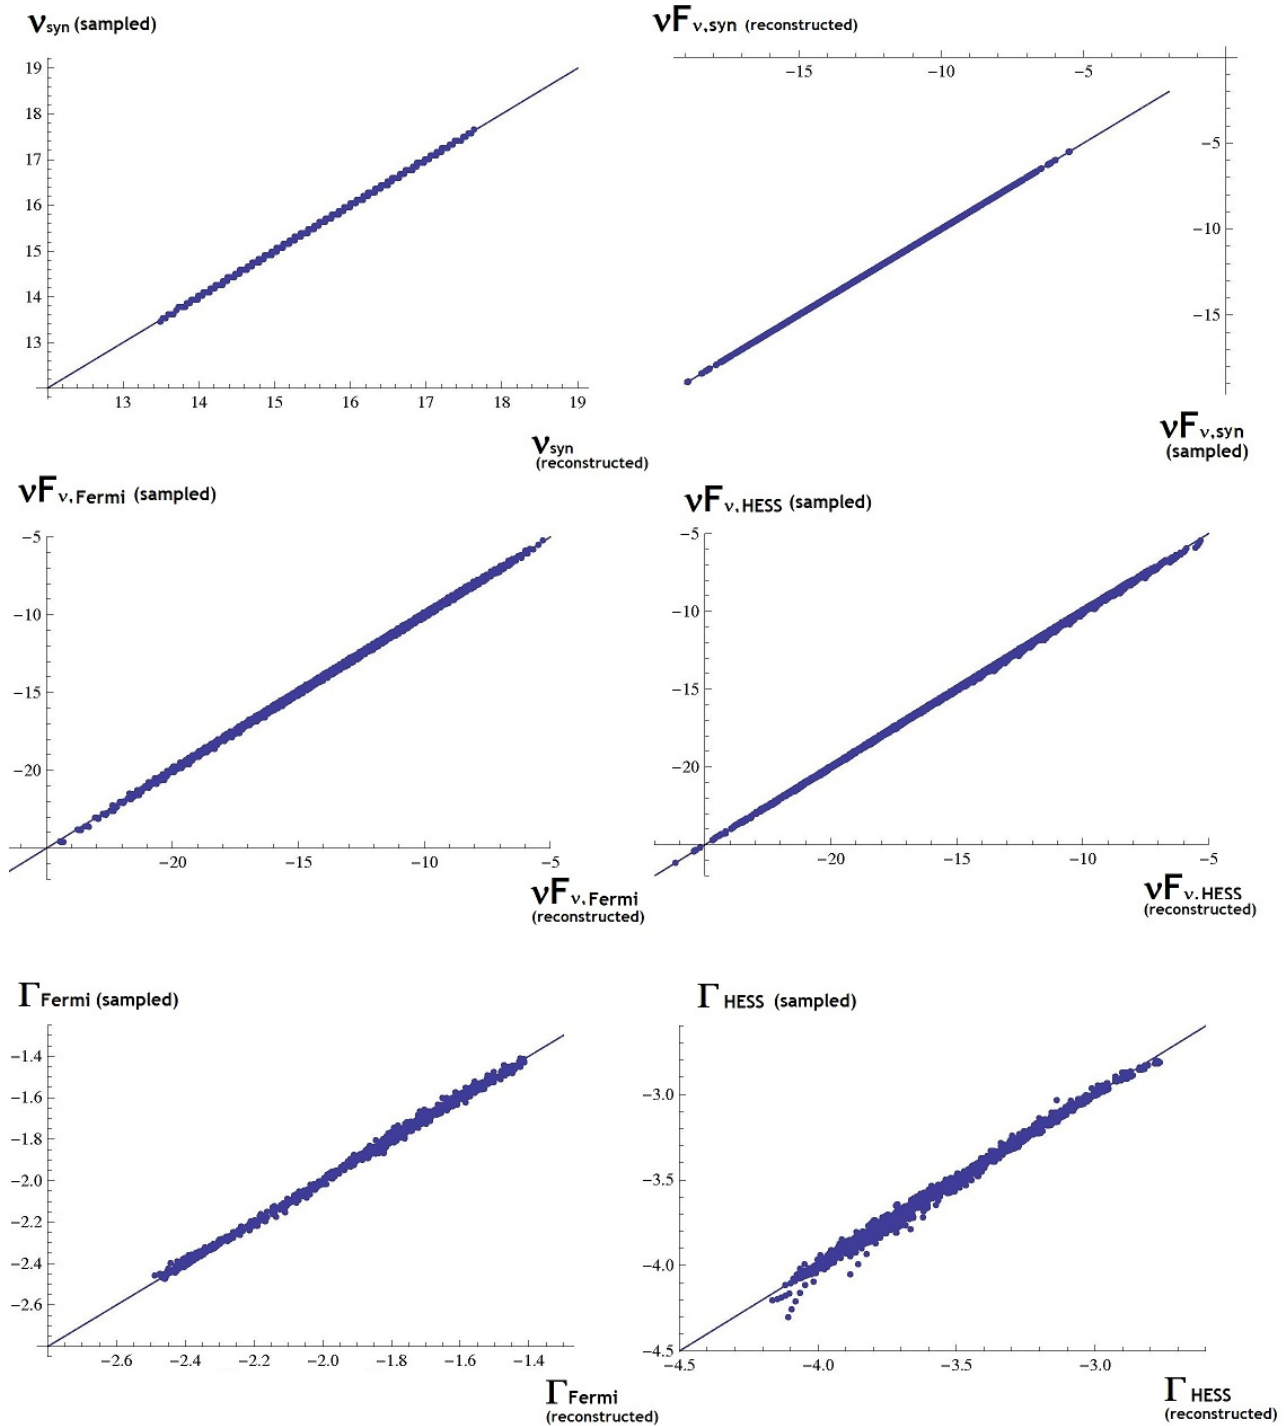 νsyn (sampled)
19
18
17
16
15
14
13
13 14 15 16 17 18 19
νsyn
(reconstructed)
νFν,syn (reconstructed)
−15 −10 −5
−5
−10
−15
νFν,syn
(sampled)
νFν,Fermi (sampled)
−5
−10
−15
−20
−20 −15 −10 −5
νFν,Fermi
(reconstructed)
νFν,HESS (sampled)
−5
−10
−15
−20
−20 −15 −10 −5
νFν,HESS
(reconstructed)
ΓFermi (sampled)
−1.4
−1.6
−1.8
−2.0
−2.2
−2.4
−2.6
−2.6 −2.4 −2.2 −2.0 −1.8 −1.6 −1.4
ΓFermi
(reconstructed)
ΓHESS (sampled)
−3.0
−3.5
−4.0
−4.5
−4.5 −4.0 −3.5 −3.0
ΓHESS
(reconstructed)